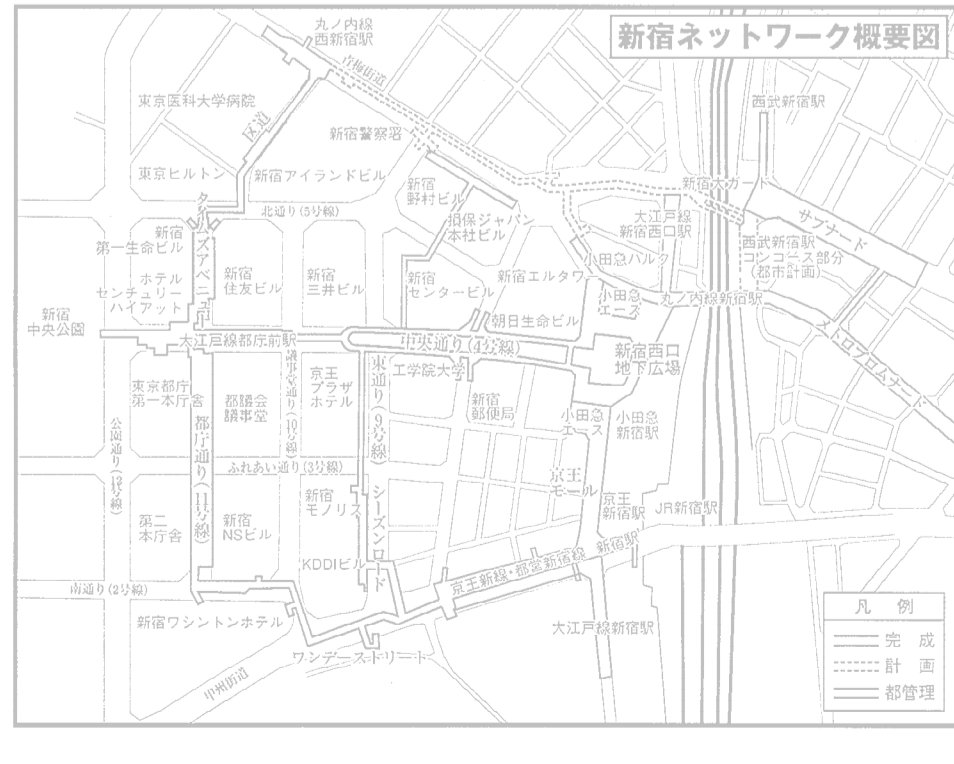 新宿ネットワーク概要図
丸ノ内線
西新宿駅
青梅街道
西武新宿駅
東京医科大学病院
区道
新宿警察署
東京ヒルトン
新宿アイランドビル
新宿
野村ビル
新宿大ガード
サブナード
タイムズアベニュー
北通り(5号線)
損保ジャパン
本社ビル
大江戸線
新宿西口駅
新宿
第一生命ビル
西武新宿駅
コンコース部分
(都市計画)
小田急ハルク
ホテル
センチュリー
ハイアット
新宿
住友ビル
新宿
三井ビル
新宿
センタービル
新宿エルタワー
小田急
エース
丸ノ内線新宿駅
新宿
中央公園
朝日生命ビル
メトロプロムナード
大江戸線都庁前駅
中央通り(4号線)
新宿西口
地下広場
議事堂通り(10号線)
東通り(9号線)
工学院大学
東京都庁
第一本庁舎
都議会
議事堂
京王
プラザ
ホテル
新宿
郵便局
小田急
エース
小田急
新宿駅
公園通り(12号線)
都庁通り(11号線)
ふれあい通り(3号線)
京王
モール
新宿
モノリス
シーズンロード
京王
新宿駅
JR新宿駅
第二
本庁舎
新宿
NSビル
新宿駅
KDDIビル
京王新線・都営新宿線
南通り(2号線)
新宿ワシントンホテル
大江戸線新宿駅
ワンデーストリート
甲州街道
凡 例
完 成
計 画
都管理